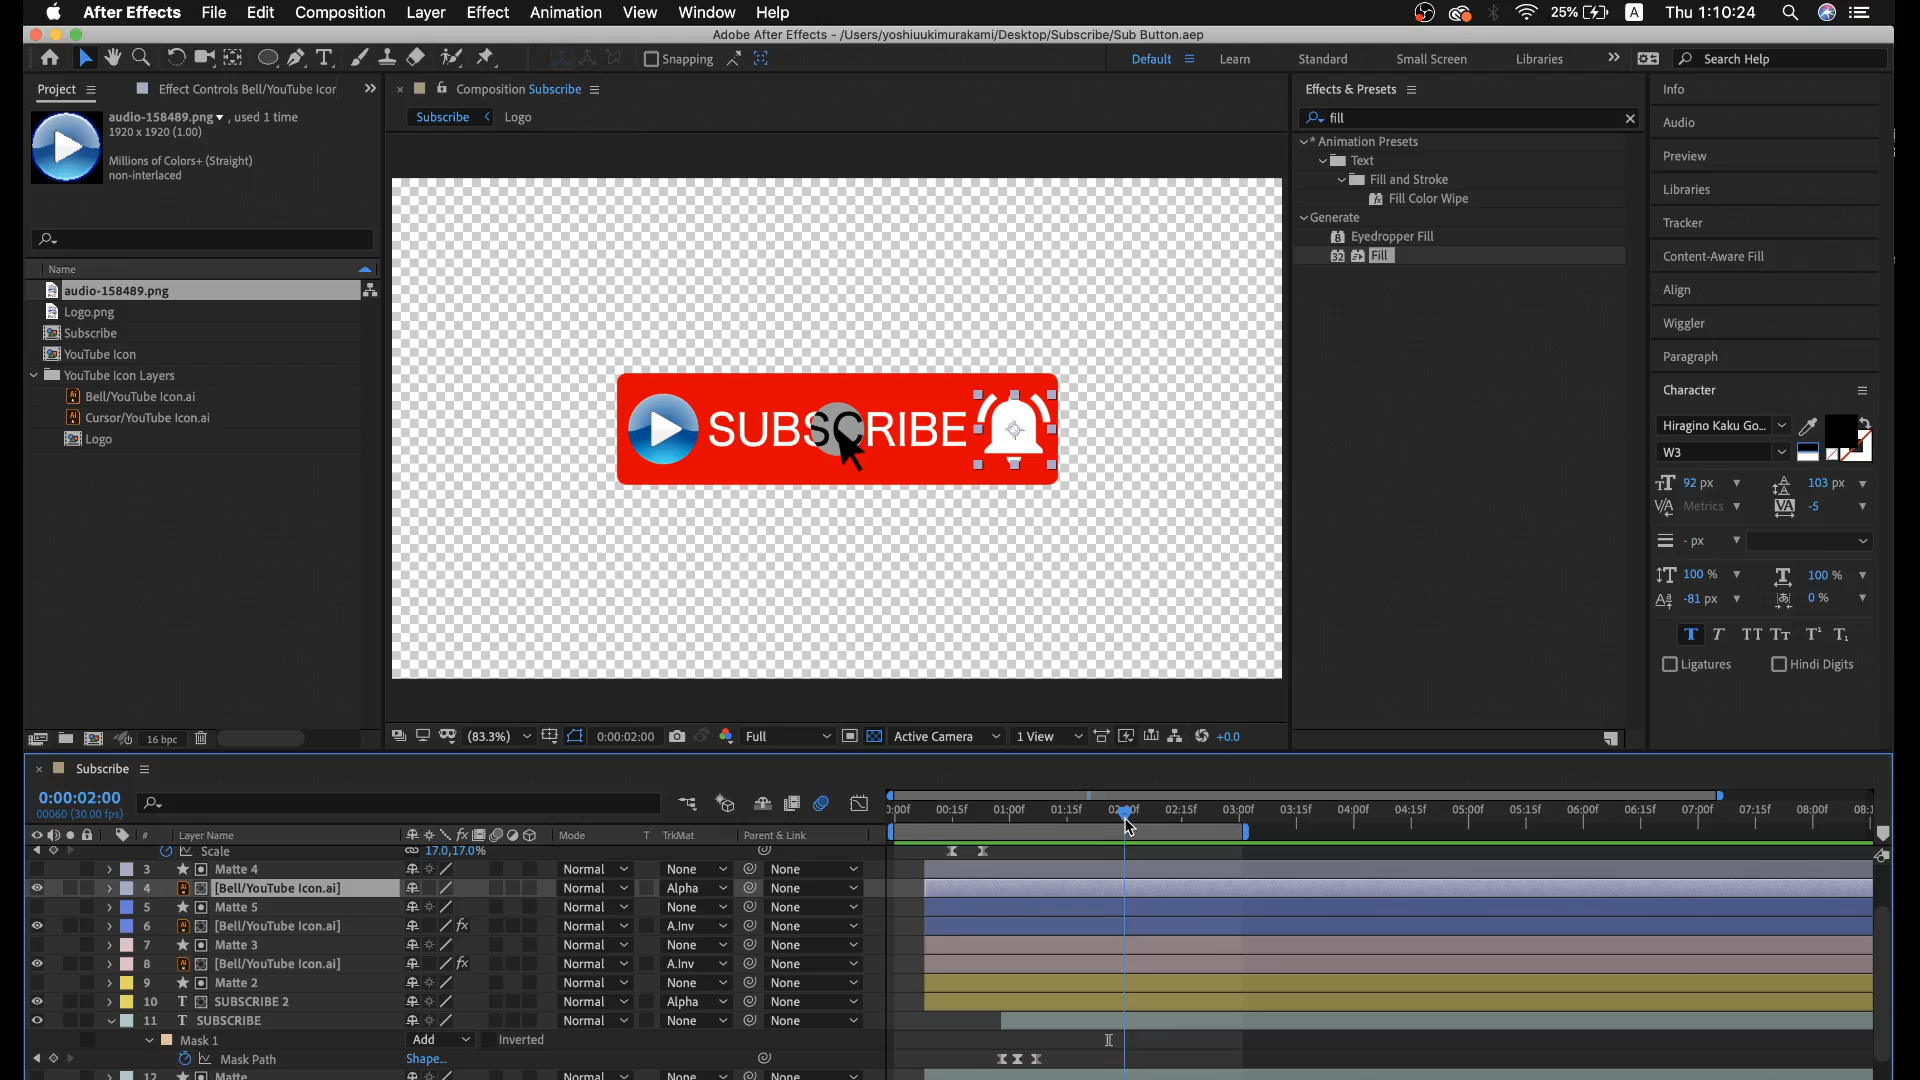 After Effects File Edit Composition Layer Effect Animation View Window Help 25% A Thu 1:10:24
Adobe After Effects - /Users/yoshiuukimurakami/Desktop/Subscribe/Sub Button.aep
Snapping Default Learn Standard Small Screen Libraries Search Help
Project Effect Controls Bell/YouTube Icor
audio-158489.png , used 1 time
1920 x 1920 (1.00)
Millions of Colors+ (Straight)
non-interlaced
Name
audio-158489.png
Logo.png
Subscribe
YouTube Icon
YouTube Icon Layers
Bell/YouTube Icon.ai
Cursor/YouTube Icon.ai
Logo
16 bpc
Composition Subscribe
Subscribe Logo
SUBSCRIBE
(83.3%) 0:00:02:00 Full Active Camera 1 View +0.0
Effects & Presets
fill
* Animation Presets
Text
Fill and Stroke
Fill Color Wipe
Generate
Eyedropper Fill
32 Fill
Info
Audio
Preview
Libraries
Tracker
Content-Aware Fill
Align
Wiggler
Paragraph
Character
Hiragino Kaku Go...
W3
92 px 103 px
Metrics -5
- px
100 % 100 %
-81 px 0 %
T T TT Tt T¹ T₁
Ligatures Hindi Digits
Subscribe
0:00:02:00
00060 (30.00 fps)
:00f 00:15f 01:00f 01:15f 02:00f 02:15f 03:00f 03:15f 04:00f 04:15f 05:00f 05:15f 06:00f 06:15f 07:00f 07:15f 08:00f 08:1
# Layer Name fx Mode T TrkMat Parent & Link
Scale 17.0,17.0%
3 Matte 4 Normal None None
4 [Bell/YouTube Icon.ai] Normal Alpha None
5 Matte 5 Normal None None
6 [Bell/YouTube Icon.ai] fx Normal A.Inv None
7 Matte 3 Normal None None
8 [Bell/YouTube Icon.ai] fx Normal A.Inv None
9 Matte 2 Normal None None
10 T SUBSCRIBE 2 Normal Alpha None
11 T SUBSCRIBE Normal None None
Mask 1 Add Inverted
Mask Path Shape...
12 Matte Normal None None